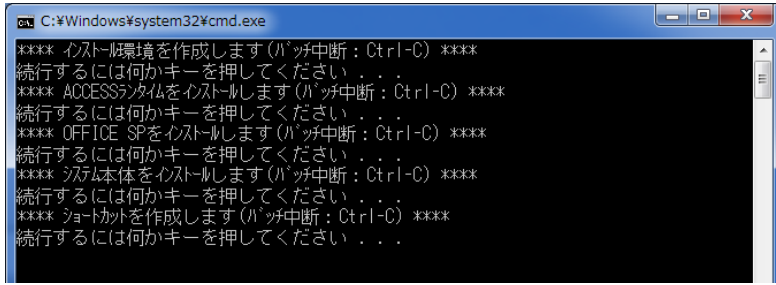 C:¥Windows¥system32¥cmd.exe
**** ｲﾝｽﾄｰﾙ環境を作成します(ﾊﾞｯﾁ中断：Ctrl-C) ****
続行するには何かキーを押してください . . .
**** ACCESSﾗﾝﾀｲﾑをｲﾝｽﾄｰﾙします(ﾊﾞｯﾁ中断：Ctrl-C) ****
続行するには何かキーを押してください . . .
**** OFFICE SPをｲﾝｽﾄｰﾙします(ﾊﾞｯﾁ中断：Ctrl-C) ****
続行するには何かキーを押してください . . .
**** ｼｽﾃﾑ本体をｲﾝｽﾄｰﾙします(ﾊﾞｯﾁ中断：Ctrl-C) ****
続行するには何かキーを押してください . . .
**** ｼｮｰﾄｶｯﾄを作成します(ﾊﾞｯﾁ中断：Ctrl-C) ****
続行するには何かキーを押してください . . .